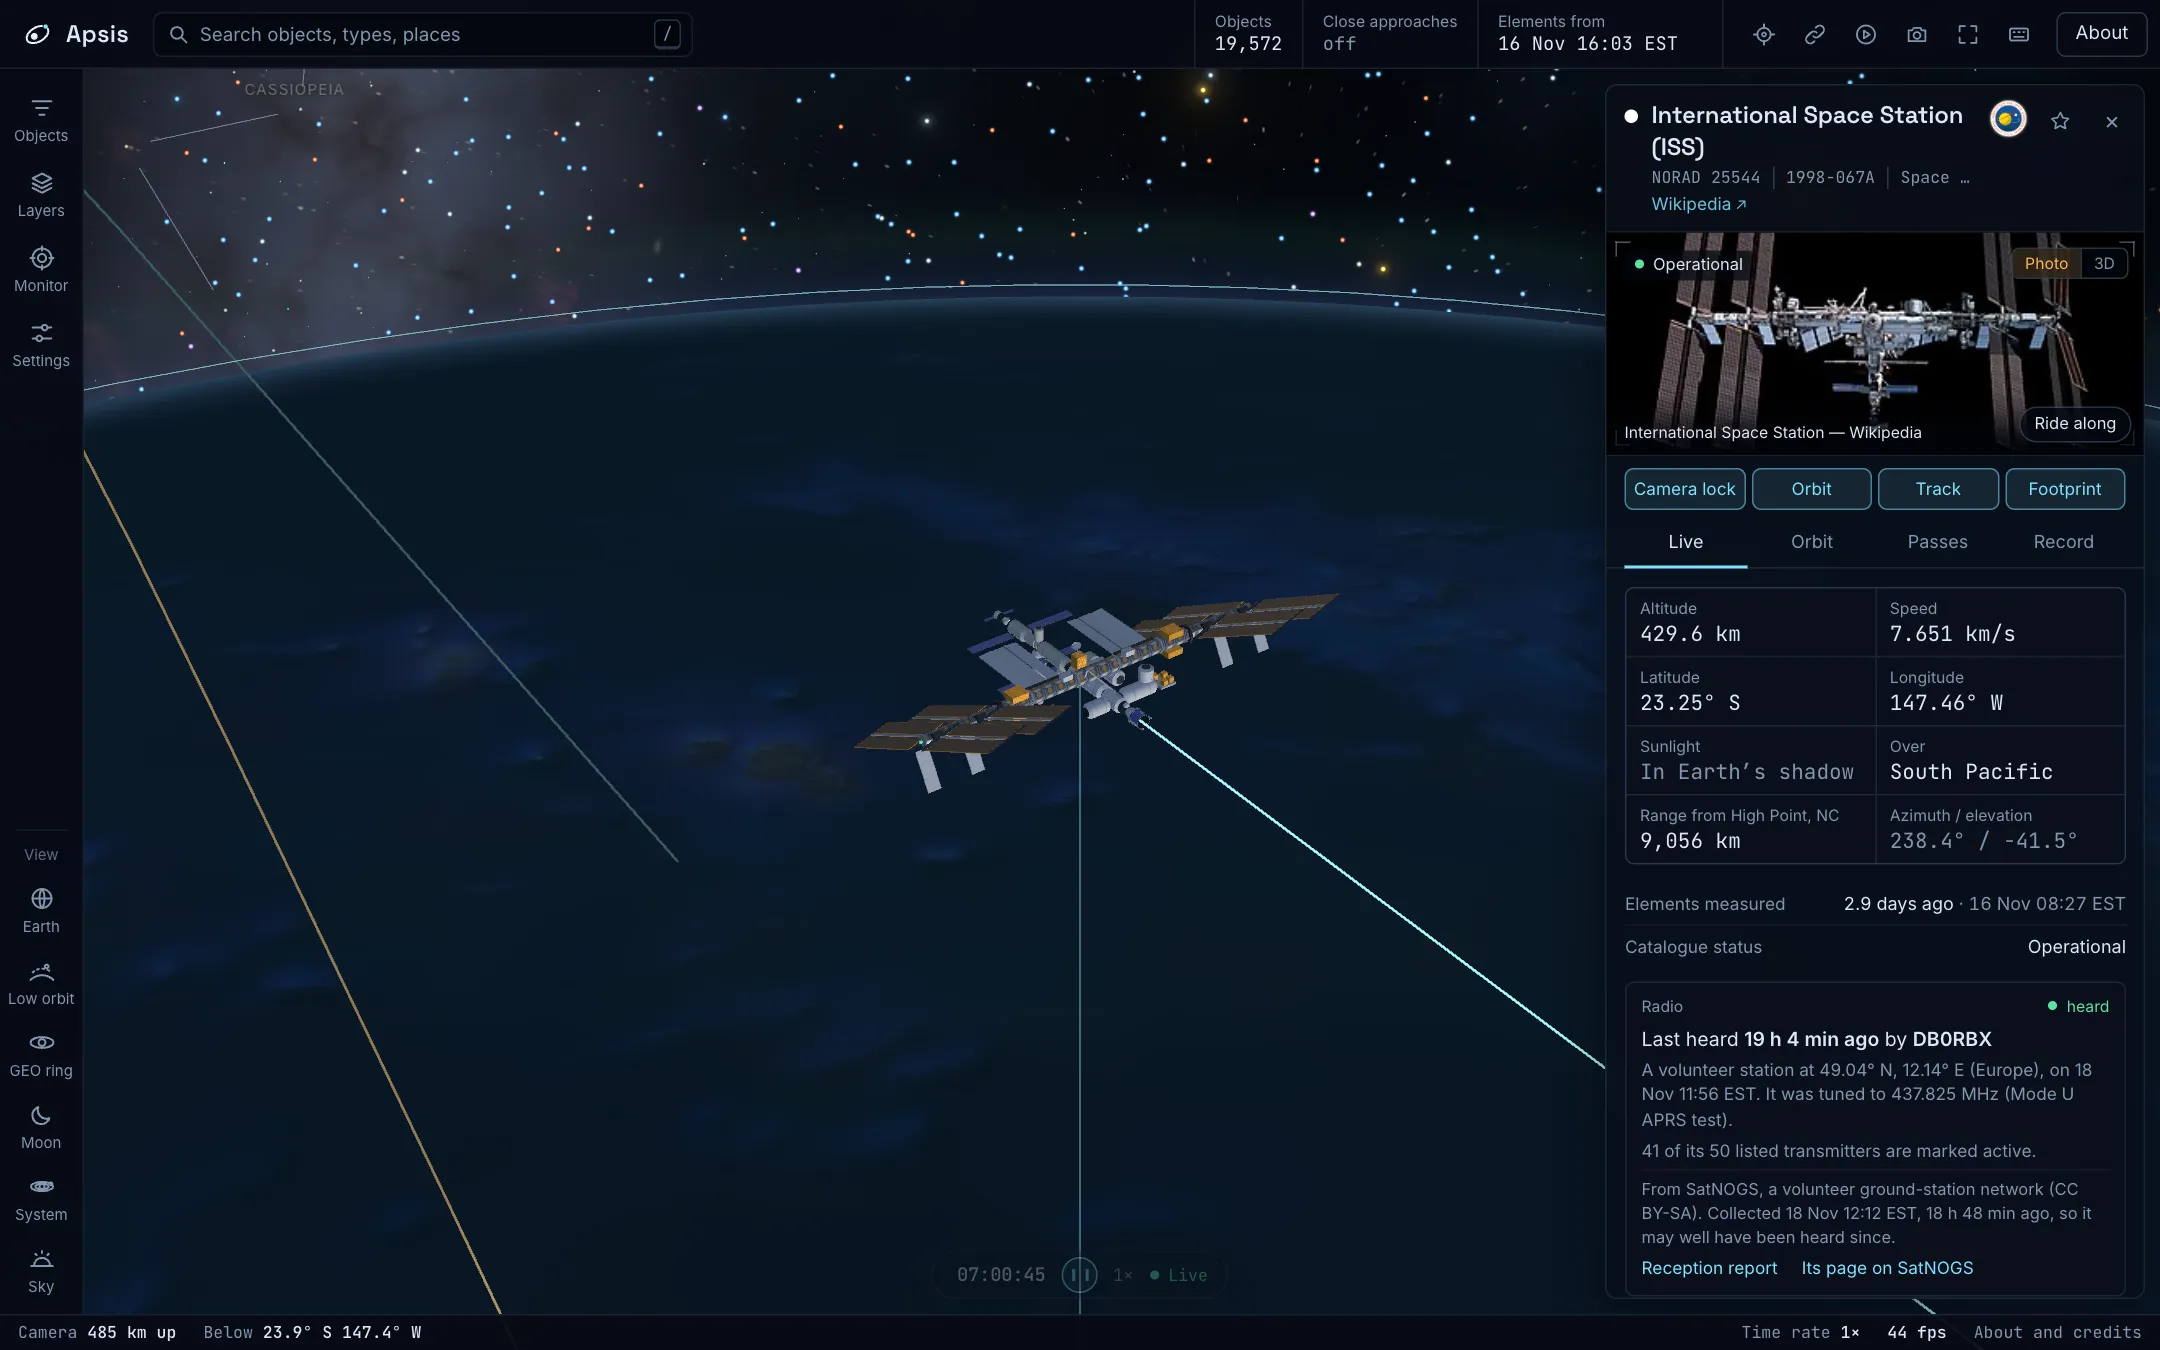 Apsis
Search objects, types, places
/
Objects
19,572
Close approaches
off
Elements from
16 Nov 16:03 EST
About
Objects
Layers
Monitor
Settings
View
Earth
Low orbit
GEO ring
Moon
System
Sky
CASSIOPEIA
International Space Station
(ISS)
NORAD 25544 | 1998-067A | Space …
Wikipedia ↗
Operational
Photo 3D
International Space Station — Wikipedia
Ride along
Camera lock Orbit Track Footprint
Live Orbit Passes Record
Altitude
429.6 km
Speed
7.651 km/s
Latitude
23.25° S
Longitude
147.46° W
Sunlight
In Earth’s shadow
Over
South Pacific
Range from High Point, NC
9,056 km
Azimuth / elevation
238.4° / -41.5°
Elements measured 2.9 days ago · 16 Nov 08:27 EST
Catalogue status Operational
Radio heard
Last heard 19 h 4 min ago by DB0RBX
A volunteer station at 49.04° N, 12.14° E (Europe), on 18
Nov 11:56 EST. It was tuned to 437.825 MHz (Mode U
APRS test).
41 of its 50 listed transmitters are marked active.
From SatNOGS, a volunteer ground-station network (CC
BY-SA). Collected 18 Nov 12:12 EST, 18 h 48 min ago, so it
may well have been heard since.
Reception report Its page on SatNOGS
07:00:45 1× Live
Camera 485 km up Below 23.9° S 147.4° W
Time rate 1× 44 fps About and credits